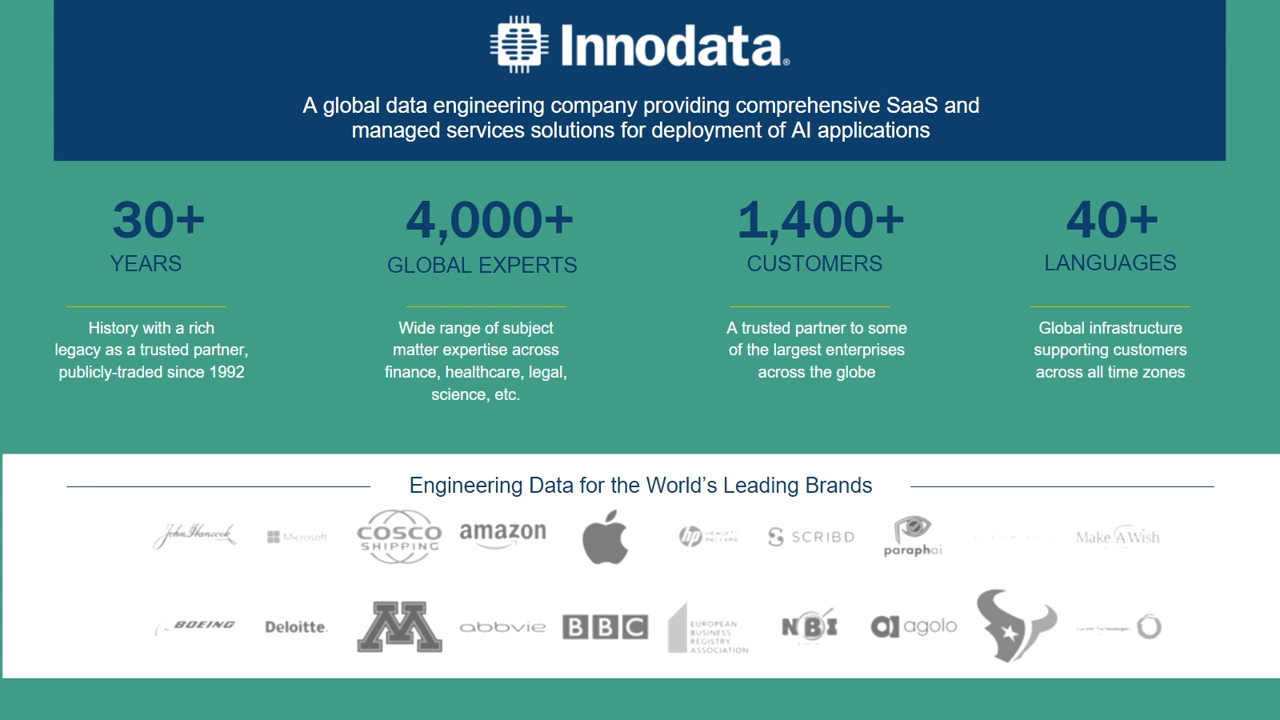 Innodata®
A global data engineering company providing comprehensive SaaS and
managed services solutions for deployment of AI applications
30+
YEARS
History with a rich
legacy as a trusted partner,
publicly-traded since 1992
4,000+
GLOBAL EXPERTS
Wide range of subject
matter expertise across
finance, healthcare, legal,
science, etc.
1,400+
CUSTOMERS
A trusted partner to some
of the largest enterprises
across the globe
40+
LANGUAGES
Global infrastructure
supporting customers
across all time zones
Engineering Data for the World’s Leading Brands
John Hancock
Microsoft
COSCO
SHIPPING
amazon
hp HEWLETT
PACKARD
SCRIBD
paraphai
Make A Wish
BOEING
Deloitte.
M
abbvie
BBC
EUROPEAN
BUSINESS
REGISTRY
ASSOCIATION
NBI
agolo